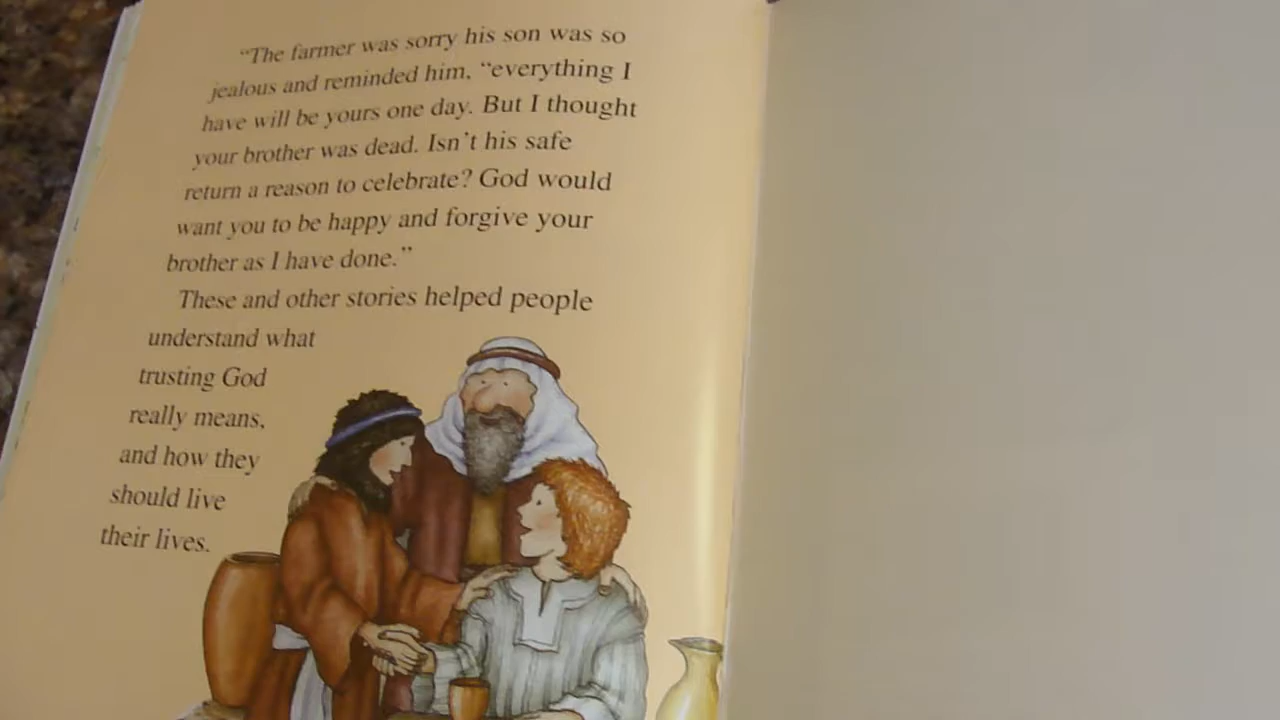 “The farmer was sorry his son was so
jealous and reminded him, “everything I
have will be yours one day. But I thought
your brother was dead. Isn’t his safe
return a reason to celebrate? God would
want you to be happy and forgive your
brother as I have done.”
These and other stories helped people
understand what
trusting God
really means,
and how they
should live
their lives.